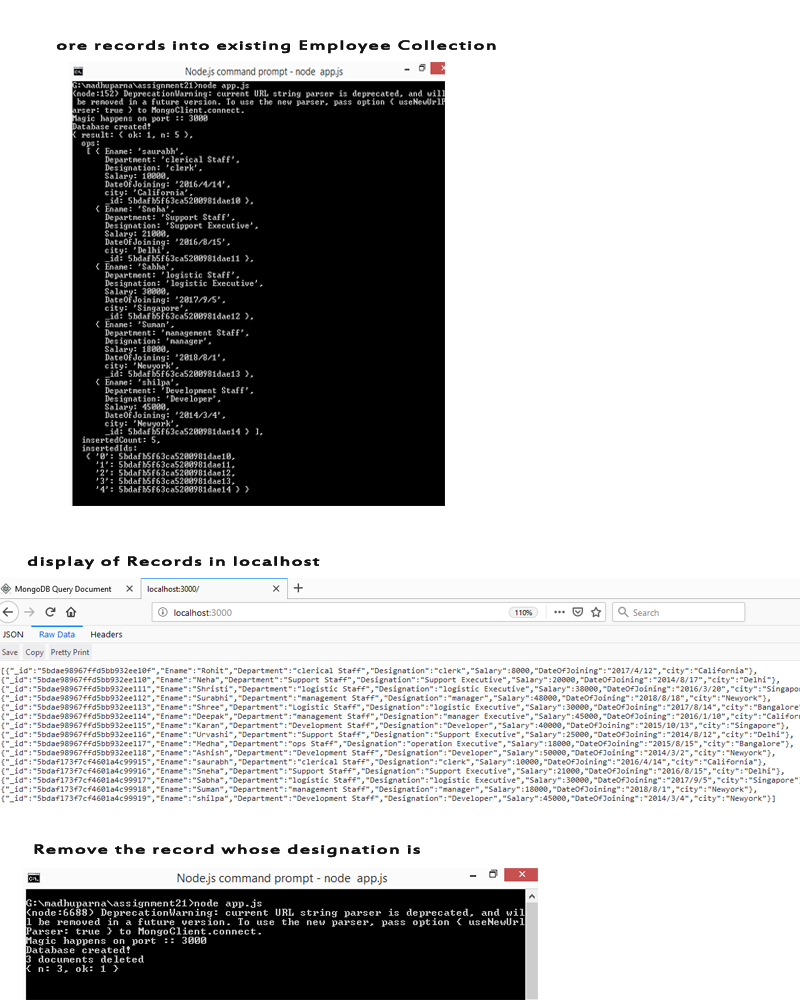 ore records into existing Employee Collection
Node.js command prompt - node app.js
G:\madhuparna\assignment21>node app.js
(node:152) DeprecationWarning: current URL string parser is deprecated, and will
be removed in a future version. To use the new parser, pass option { useNewUrlP
arser: true } to MongoClient.connect.
Magic happens on port :: 3000
Database created!
{ result: { ok: 1, n: 5 },
ops:
[ { Ename: 'saurabh',
Department: 'clerical Staff',
Designation: 'clerk',
Salary: 10000,
DateOfJoining: '2016/4/14',
city: 'California',
_id: 5bdafb5f63ca5200981dae10 },
{ Ename: 'Sneha',
Department: 'Support Staff',
Designation: 'Support Executive',
Salary: 21000,
DateOfJoining: '2016/8/15',
city: 'Delhi',
_id: 5bdafb5f63ca5200981dae11 },
{ Ename: 'Sabha',
Department: 'logistic Staff',
Designation: 'logistic Executive',
Salary: 30000,
DateOfJoining: '2017/9/5',
city: 'Singapore',
_id: 5bdafb5f63ca5200981dae12 },
{ Ename: 'Suman',
Department: 'management Staff',
Designation: 'manager',
Salary: 18000,
DateOfJoining: '2018/8/1',
city: 'Newyork',
_id: 5bdafb5f63ca5200981dae13 },
{ Ename: 'shilpa',
Department: 'Development Staff',
Designation: 'Developer',
Salary: 45000,
DateOfJoining: '2014/3/4',
city: 'Newyork',
_id: 5bdafb5f63ca5200981dae14 } ],
insertedCount: 5,
insertedIds:
{ '0': 5bdafb5f63ca5200981dae10,
'1': 5bdafb5f63ca5200981dae11,
'2': 5bdafb5f63ca5200981dae12,
'3': 5bdafb5f63ca5200981dae13,
'4': 5bdafb5f63ca5200981dae14 } }
display of Records in localhost
MongoDB Query Document localhost:3000/
localhost:3000 110% Search
JSON Raw Data Headers
Save Copy Pretty Print
[{"_id":"5bdae98967ffd5bb932ee10f","Ename":"Rohit","Department":"clerical Staff","Designation":"clerk","Salary":8000,"DateOfJoining":"2017/4/12","city":"California"},
{"_id":"5bdae98967ffd5bb932ee110","Ename":"Neha","Department":"Support Staff","Designation":"Support Executive","Salary":20000,"DateOfJoining":"2014/8/17","city":"Delhi"},
{"_id":"5bdae98967ffd5bb932ee111","Ename":"Shristi","Department":"logistic Staff","Designation":"logistic Executive","Salary":38000,"DateOfJoining":"2016/3/20","city":"Singapo
{"_id":"5bdae98967ffd5bb932ee112","Ename":"Surabhi","Department":"management Staff","Designation":"manager","Salary":48000,"DateOfJoining":"2018/8/18","city":"Newyork"},
{"_id":"5bdae98967ffd5bb932ee113","Ename":"Shree","Department":"Logistic Staff","Designation":"logistic Executive","Salary":30000,"DateOfJoining":"2017/8/14","city":"Bangalore"
{"_id":"5bdae98967ffd5bb932ee114","Ename":"Deepak","Department":"management Staff","Designation":"manager Executive","Salary":45000,"DateOfJoining":"2016/1/10","city":"Califor
{"_id":"5bdae98967ffd5bb932ee115","Ename":"Karan","Department":"Development Staff","Designation":"Developer","Salary":40000,"DateOfJoining":"2015/10/13","city":"Singapore"},
{"_id":"5bdae98967ffd5bb932ee116","Ename":"Urvashi","Department":"Support Staff","Designation":"Support Executive","Salary":25000,"DateOfJoining":"2014/8/12","city":"Delhi"},
{"_id":"5bdae98967ffd5bb932ee117","Ename":"Medha","Department":"ops Staff","Designation":"operation Executive","Salary":18000,"DateOfJoining":"2015/8/15","city":"Bangalore"},
{"_id":"5bdae98967ffd5bb932ee118","Ename":"Ashish","Department":"Development Staff","Designation":"Developer","Salary":50000,"DateOfJoining":"2014/3/2","city":"Newyork"},
{"_id":"5bdaf173f7cf4601a4c99915","Ename":"saurabh","Department":"clerical Staff","Designation":"clerk","Salary":10000,"DateOfJoining":"2016/4/14","city":"California"},
{"_id":"5bdaf173f7cf4601a4c99916","Ename":"Sneha","Department":"Support Staff","Designation":"Support Executive","Salary":21000,"DateOfJoining":"2016/8/15","city":"Delhi"},
{"_id":"5bdaf173f7cf4601a4c99917","Ename":"Sabha","Department":"logistic Staff","Designation":"logistic Executive","Salary":30000,"DateOfJoining":"2017/9/5","city":"Singapore"
{"_id":"5bdaf173f7cf4601a4c99918","Ename":"Suman","Department":"management Staff","Designation":"manager","Salary":18000,"DateOfJoining":"2018/8/1","city":"Newyork"},
{"_id":"5bdaf173f7cf4601a4c99919","Ename":"shilpa","Department":"Development Staff","Designation":"Developer","Salary":45000,"DateOfJoining":"2014/3/4","city":"Newyork"}]
Remove the record whose designation is
Node.js command prompt - node app.js
G:\madhuparna\assignment21>node app.js
(node:6688) DeprecationWarning: current URL string parser is deprecated, and wil
l be removed in a future version. To use the new parser, pass option { useNewUrl
Parser: true } to MongoClient.connect.
Magic happens on port :: 3000
Database created!
3 documents deleted
{ n: 3, ok: 1 }